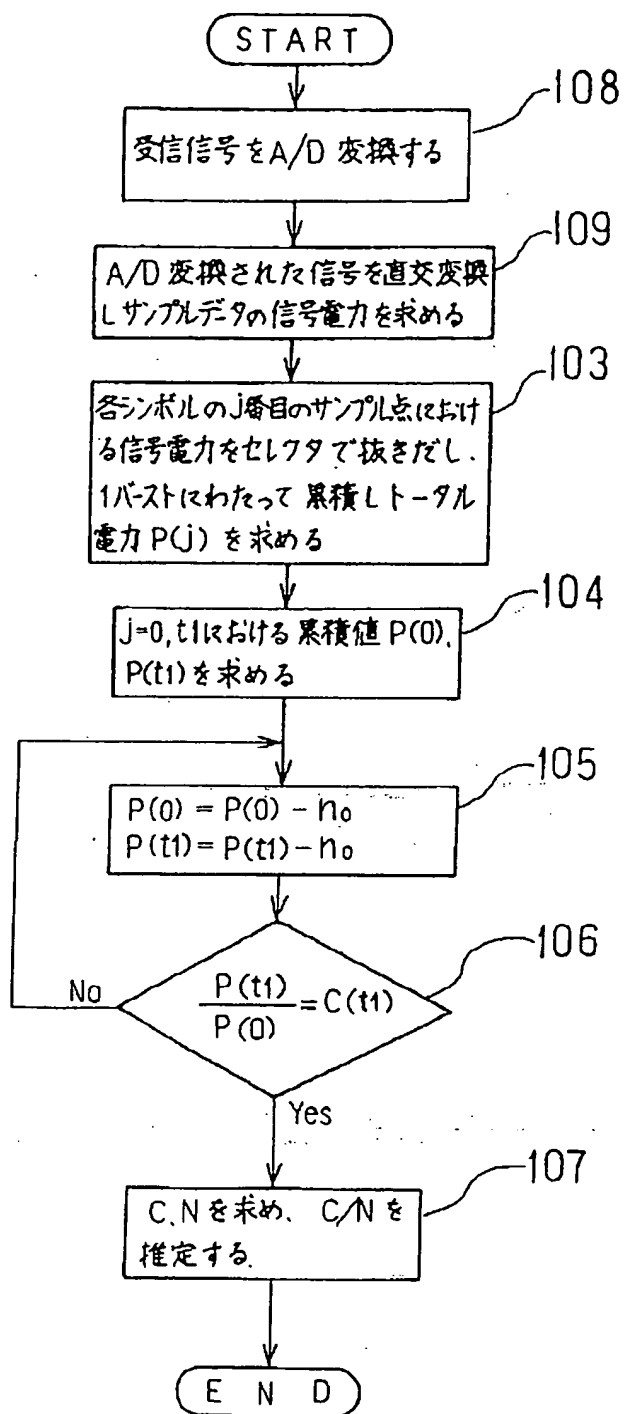 START
108
受信信号をA/D 変換する
109
A/D 変換された信号を直交変換
しサンプルデータの信号電力を求める
103
各シンボルのj番目のサンプル点におけ
る信号電力をセレクタで抜きだし、
1バーストにわたって累積しトータル
電力 P(j) を求める
104
j=0,t1における累積値 P(0)、
P(t1) を求める
105
P(0) = P(0) - n₀
P(t1) = P(t1) - n₀
106
No
P(t1)
P(0)
= C(t1)
Yes
107
C、Nを求め、 C/Nを
推定する.
END